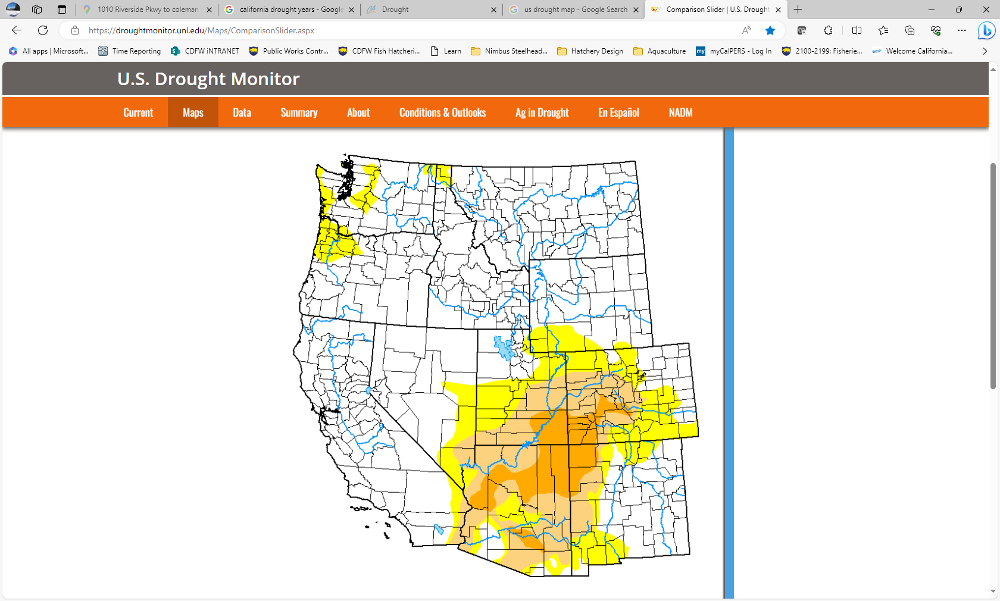 1010 Riverside Pkwy to coleman
california drought years - Google
Drought
us drought map - Google Search
Comparison Slider | U.S. Drought
https://droughtmonitor.unl.edu/Maps/ComparisonSlider.aspx
All apps | Microsoft...
Time Reporting
CDFW iNTRANET
Public Works Contr...
CDFW Fish Hatcheri...
Learn
Nimbus Steelhead...
Hatchery Design
Aquaculture
my
myCalPERS - Log In
2100-2199: Fisherie...
Welcome California...
U.S. Drought Monitor
Current
Maps
Data
Summary
About
Conditions & Outlooks
Ag in Drought
En Español
NADM